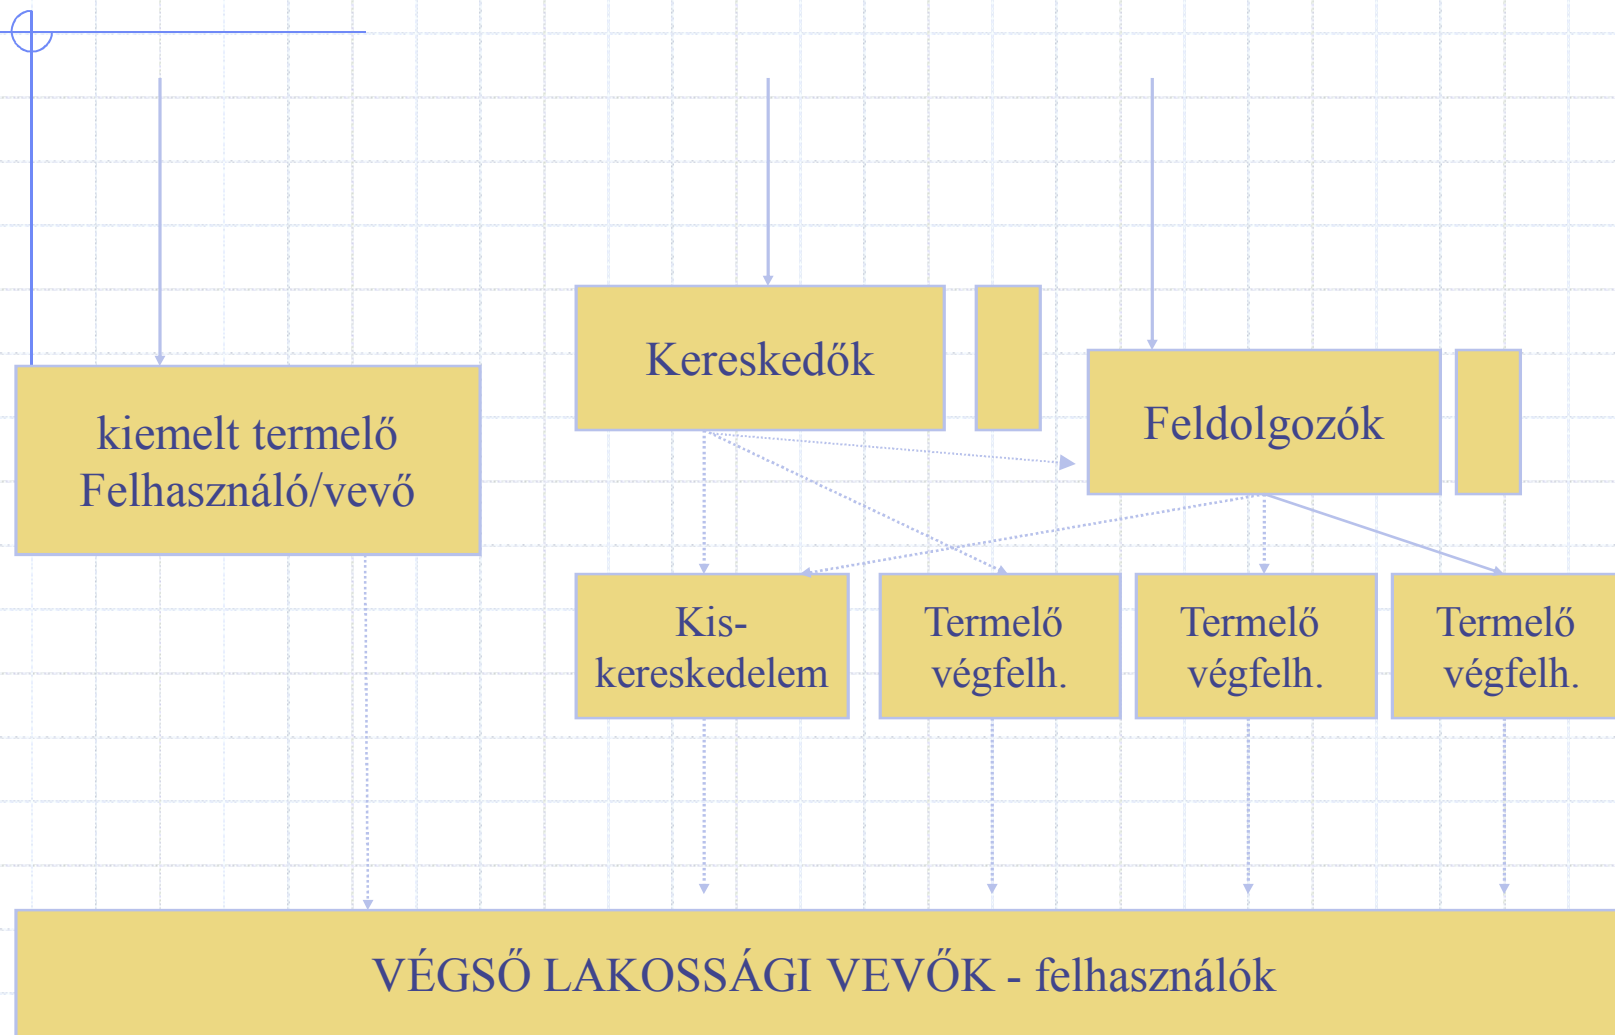 Kereskedők
kiemelt termelő
Felhasználó/vevő
Feldolgozók
Kis-
kereskedelem
Termelő
végfelh.
Termelő
végfelh.
Termelő
végfelh.
VÉGSŐ LAKOSSÁGI VEVŐK - felhasználók